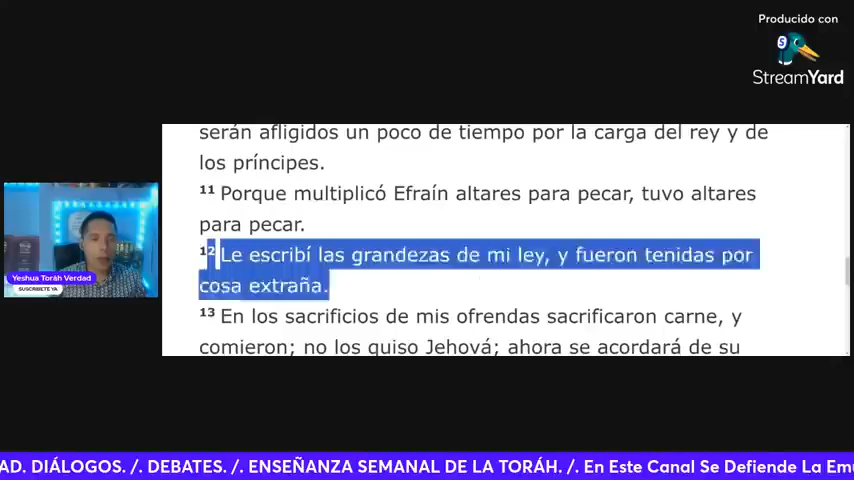 Producido con
StreamYard
serán afligidos un poco de tiempo por la carga del rey y de
los príncipes.
11 Porque multiplicó Efraín altares para pecar, tuvo altares
para pecar.
12 Le escribí las grandezas de mi ley, y fueron tenidas por
cosa extraña.
13 En los sacrificios de mis ofrendas sacrificaron carne, y
comieron; no los quiso Jehová; ahora se acordará de su
Yeshua Toráh Verdad
SUSCRIBETE YA
AD. DIÁLOGOS. /. DEBATES. /. ENSEÑANZA SEMANAL DE LA TORÁH. /. En Este Canal Se Defiende La Emu